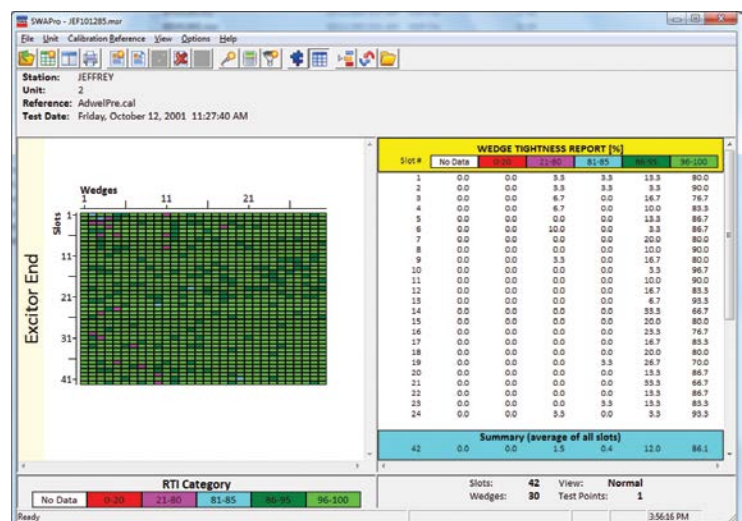 SWAPro - JEF101285.msr
File Unit Calibration Reference View Options Help
Station: JEFFREY
Unit: 2
Reference: AdwelPre.cal
Test Date: Friday, October 12, 2001 11:27:40 AM
Wedges
1 11 21
Slots
1
11
21
31
41
Excitor End
WEDGE TIGHTNESS REPORT [%]
Slot # No Data 0-20 21-80 81-85 86-95 96-100
1 0.0 0.0 3.3 3.3 13.3 80.0
2 0.0 0.0 3.3 3.3 3.3 90.0
3 0.0 0.0 6.7 0.0 16.7 76.7
4 0.0 0.0 6.7 0.0 10.0 83.3
5 0.0 0.0 0.0 0.0 13.3 86.7
6 0.0 0.0 10.0 0.0 3.3 86.7
7 0.0 0.0 0.0 0.0 20.0 80.0
8 0.0 0.0 0.0 0.0 10.0 90.0
9 0.0 0.0 3.3 0.0 16.7 80.0
10 0.0 0.0 0.0 0.0 3.3 96.7
11 0.0 0.0 0.0 0.0 10.0 90.0
12 0.0 0.0 0.0 0.0 16.7 83.3
13 0.0 0.0 0.0 0.0 6.7 93.3
14 0.0 0.0 0.0 0.0 33.3 66.7
15 0.0 0.0 0.0 0.0 20.0 80.0
16 0.0 0.0 0.0 0.0 23.3 76.7
17 0.0 0.0 0.0 0.0 16.7 83.3
18 0.0 0.0 0.0 0.0 20.0 80.0
19 0.0 0.0 0.0 3.3 26.7 70.0
20 0.0 0.0 0.0 0.0 13.3 86.7
21 0.0 0.0 0.0 0.0 33.3 66.7
22 0.0 0.0 0.0 0.0 13.3 86.7
23 0.0 0.0 0.0 3.3 13.3 83.3
24 0.0 0.0 3.3 0.0 3.3 93.3
Summary (average of all slots)
42 0.0 0.0 1.5 0.4 12.0 86.1
RTI Category
No Data 0-20 21-80 81-85 86-95 96-100
Slots: 42 View: Normal
Wedges: 30 Test Points: 1
Ready
3:56:16 PM